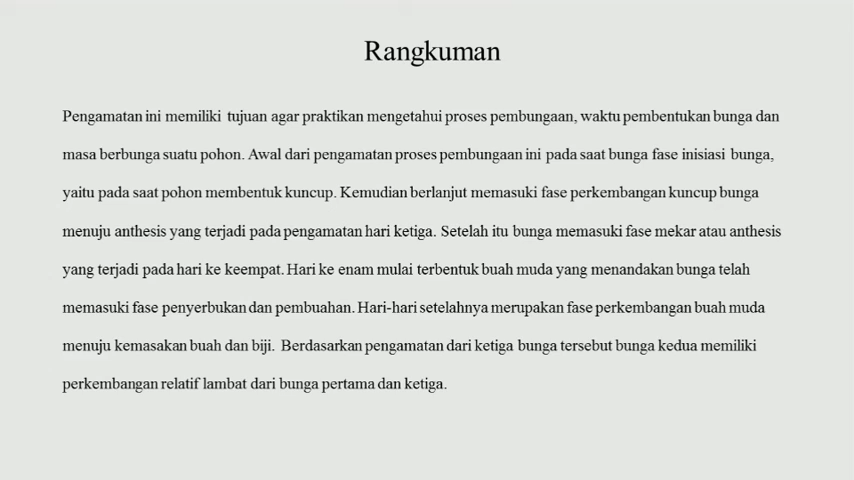 Rangkuman
Pengamatan ini memiliki tujuan agar praktikan mengetahui proses pembungaan, waktu pembentukan bunga dan
masa berbunga suatu pohon. Awal dari pengamatan proses pembungaan ini pada saat bunga fase inisiasi bunga,
yaitu pada saat pohon membentuk kuncup. Kemudian berlanjut memasuki fase perkembangan kuncup bunga
menuju anthesis yang terjadi pada pengamatan hari ketiga. Setelah itu bunga memasuki fase mekar atau anthesis
yang terjadi pada hari ke keempat. Hari ke enam mulai terbentuk buah muda yang menandakan bunga telah
memasuki fase penyerbukan dan pembuahan. Hari-hari setelahnya merupakan fase perkembangan buah muda
menuju kemasakan buah dan biji. Berdasarkan pengamatan dari ketiga bunga tersebut bunga kedua memiliki
perkembangan relatif lambat dari bunga pertama dan ketiga.